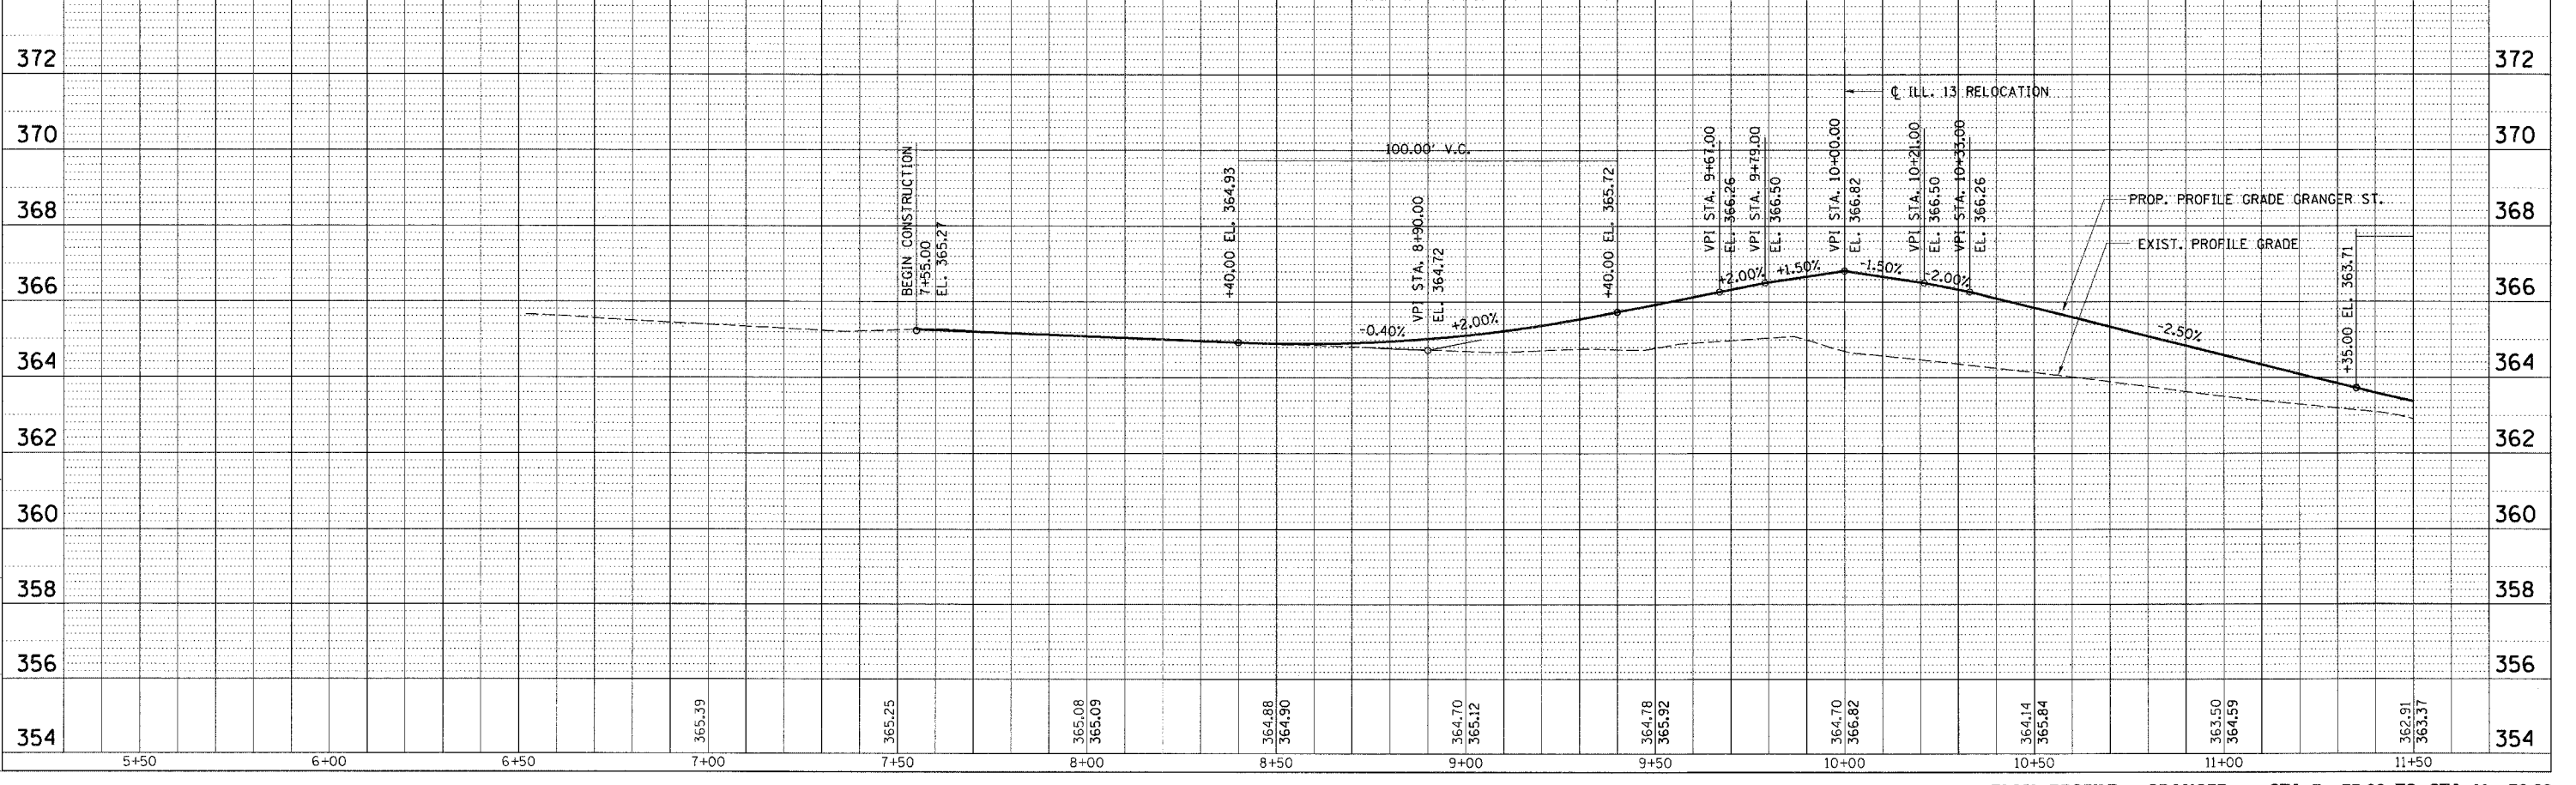 372
372
℄ ILL. 13 RELOCATION
370
370
100.00' V.C.
BEGIN CONSTRUCTION
7+55.00
EL. 365.27
+40.00 EL. 364.93
VPI STA. 8+90.00
EL. 364.72
+40.00 EL. 365.72
VPI STA. 9+67.00
EL. 366.26
VPI STA. 9+79.00
EL. 366.50
VPI STA. 10+00.00
EL. 366.82
VPI STA. 10+21.00
EL. 366.50
VPI STA. 10+33.00
EL. 366.26
+35.00 EL. 363.71
368
PROP. PROFILE GRADE GRANGER ST.
368
EXIST. PROFILE GRADE
366
366
-0.40%
+2.00%
+2.00%
+1.50%
-1.50%
-2.00%
-2.50%
364
364
362
362
360
360
358
358
356
356
365.39
365.25
365.08
365.09
364.88
364.90
364.70
365.12
364.78
365.92
364.70
366.82
364.14
365.84
363.50
364.59
362.91
363.37
354
354
5+50 6+00 6+50 7+00 7+50 8+00 8+50 9+00 9+50 10+00 10+50 11+00 11+50